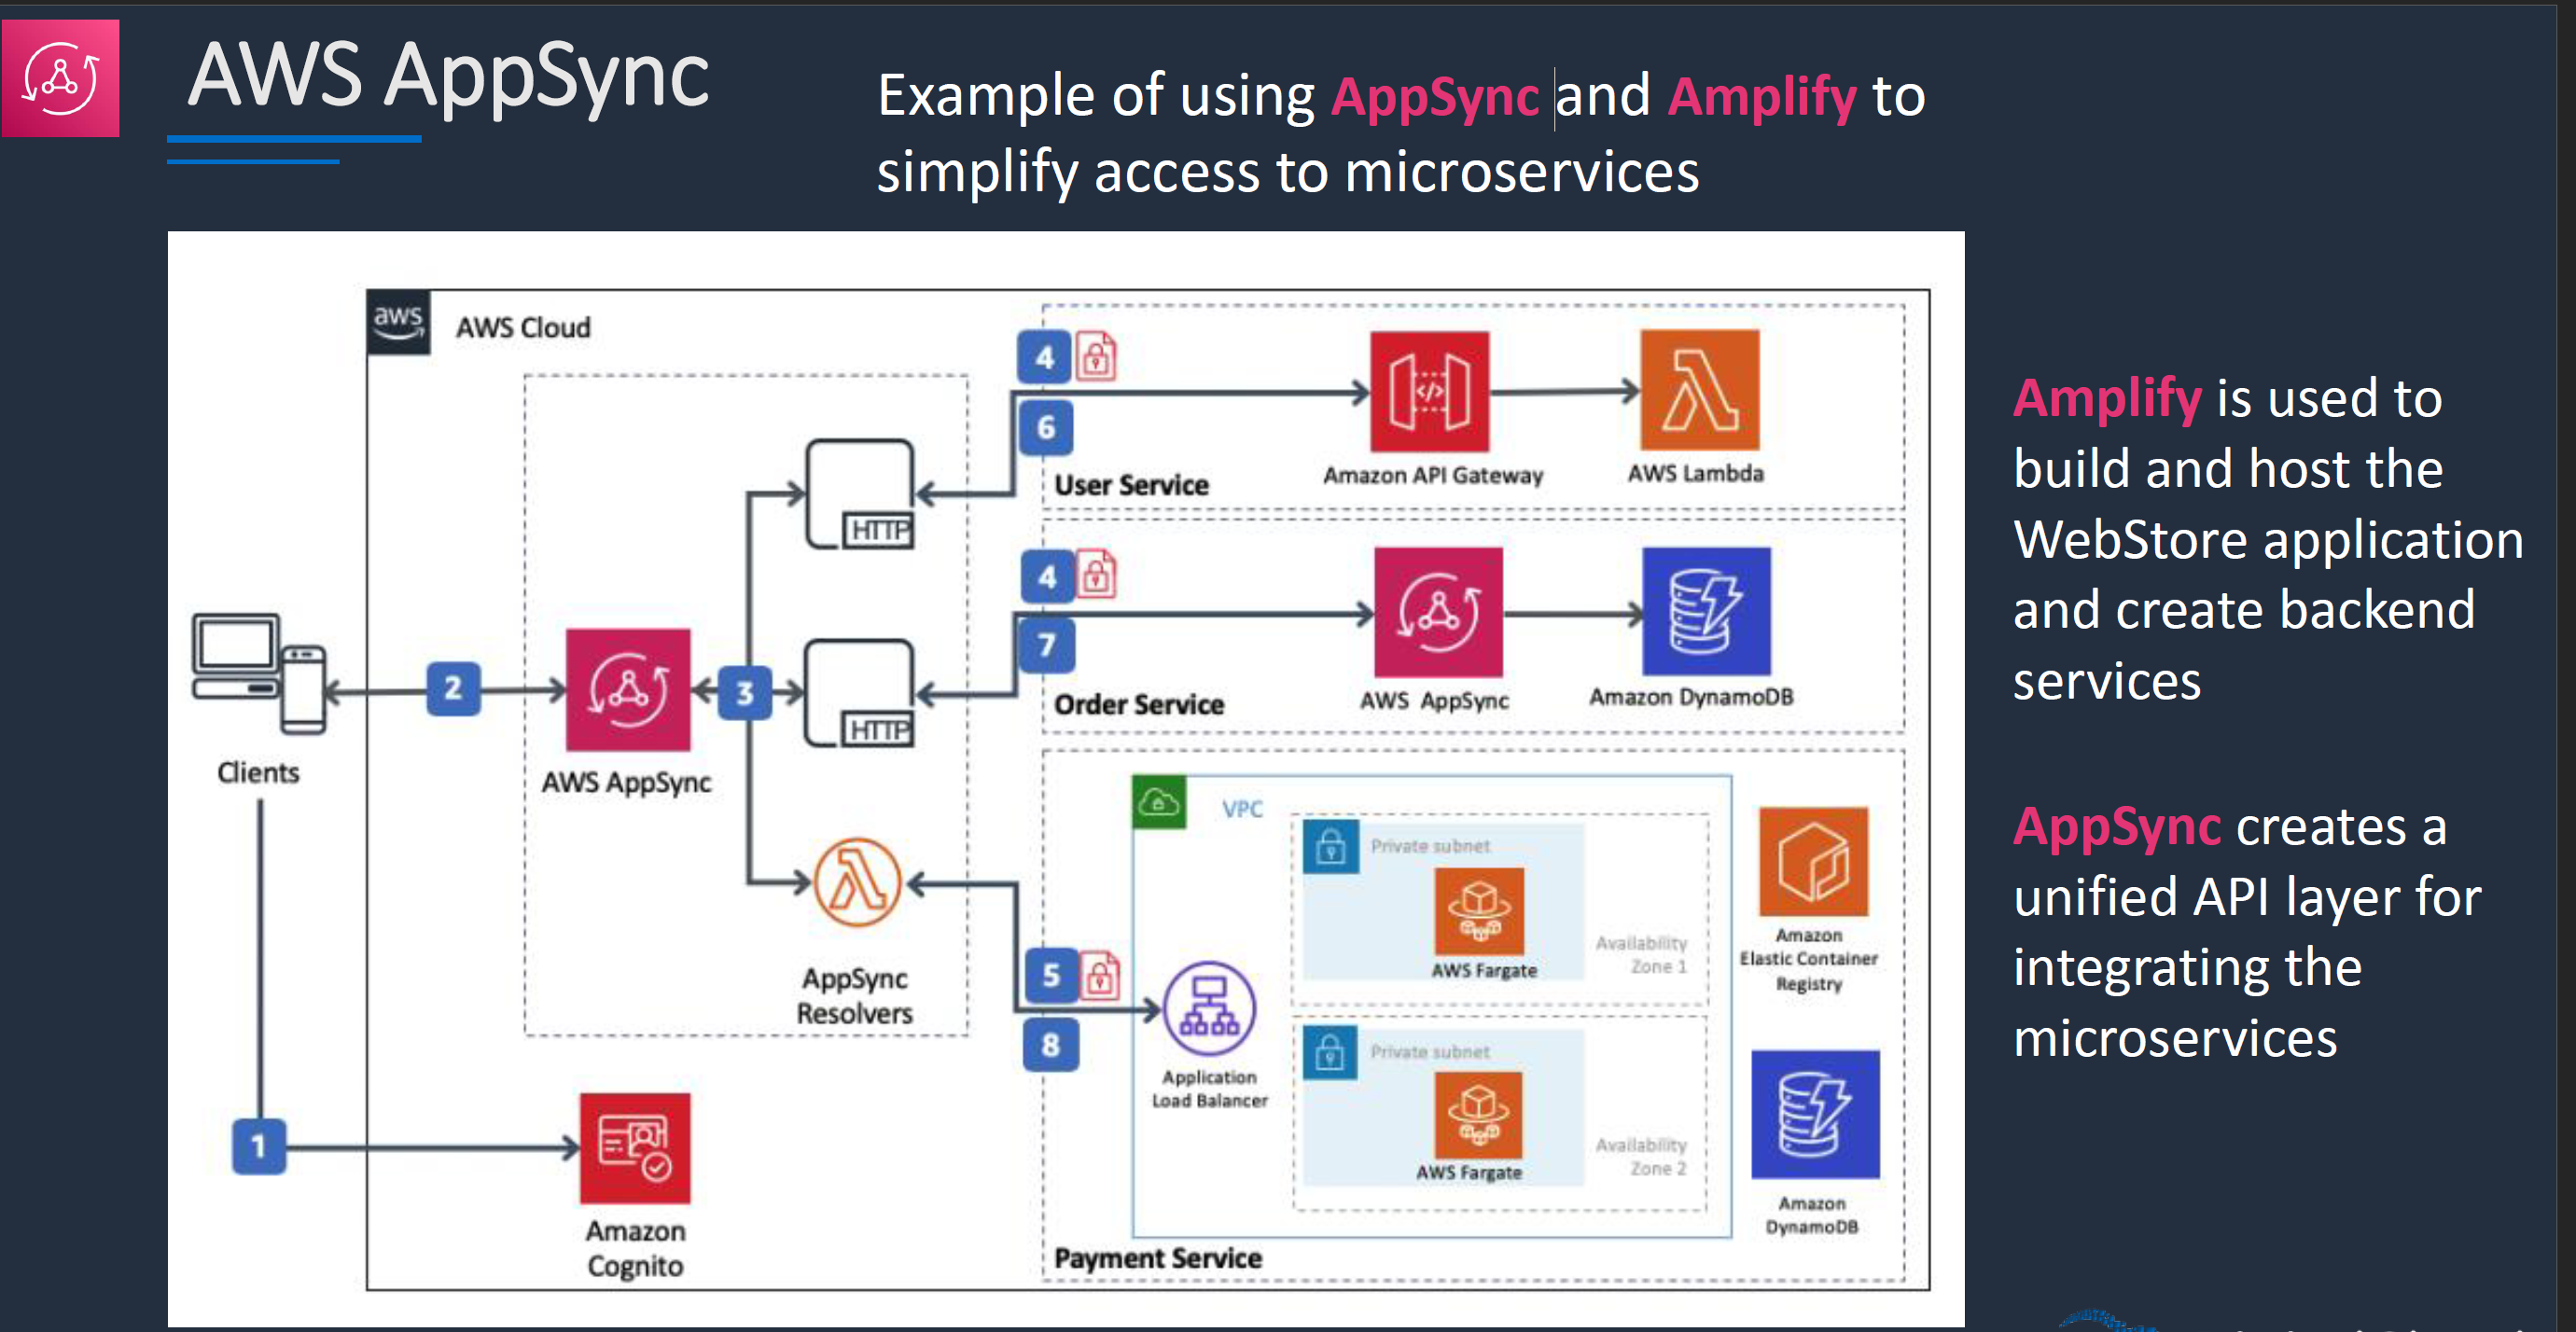 AWS AppSync
Example of using AppSync and Amplify to
simplify access to microservices
aws
AWS Cloud
4
6
User Service
Amazon API Gateway
AWS Lambda
HTTP
4
7
Order Service
AWS AppSync
Amazon DynamoDB
HTTP
Clients
2
AWS AppSync
3
AppSync
Resolvers
5
8
VPC
Application
Load Balancer
Private subnet
AWS Fargate
Availability
Zone 1
Private subnet
AWS Fargate
Availability
Zone 2
Amazon
Elastic Container
Registry
Amazon
DynamoDB
Payment Service
1
Amazon
Cognito
Amplify is used to
build and host the
WebStore application
and create backend
services
AppSync creates a
unified API layer for
integrating the
microservices